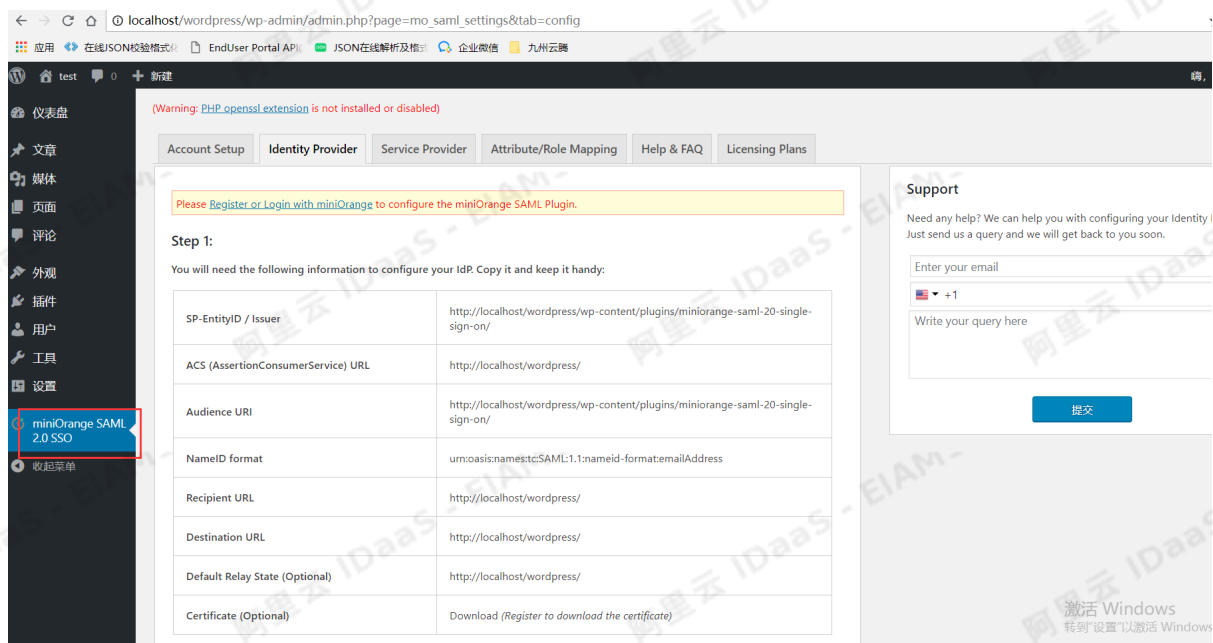 localhost/wordpress/wp-admin/admin.php?page=mo_saml_settings&tab=config
应用 在线JSON校验格式化 EndUser Portal API JSON在线解析及格式 企业微信 九州云腾
test 0 新建 嗨,
仪表盘
文章
媒体
页面
评论
外观
插件
用户
工具
设置
miniOrange SAML
2.0 SSO
收起菜单
(Warning: PHP openssl extension is not installed or disabled)
Account Setup Identity Provider Service Provider Attribute/Role Mapping Help & FAQ Licensing Plans
Please Register or Login with miniOrange to configure the miniOrange SAML Plugin.
Step 1:
You will need the following information to configure your IdP. Copy it and keep it handy:
SP-EntityID / Issuer
http://localhost/wordpress/wp-content/plugins/miniorange-saml-20-single-
sign-on/
ACS (AssertionConsumerService) URL
http://localhost/wordpress/
Audience URI
http://localhost/wordpress/wp-content/plugins/miniorange-saml-20-single-
sign-on/
NameID format
urn:oasis:names:tc:SAML:1.1:nameid-format:emailAddress
Recipient URL
http://localhost/wordpress/
Destination URL
http://localhost/wordpress/
Default Relay State (Optional)
http://localhost/wordpress/
Certificate (Optional)
Download (Register to download the certificate)
Support
Need any help? We can help you with configuring your Identity
Just send us a query and we will get back to you soon.
Enter your email
+1
Write your query here
提交
激活 Windows
转到"设置"以激活 Windows
阿里云 IDaaS - EIAM -